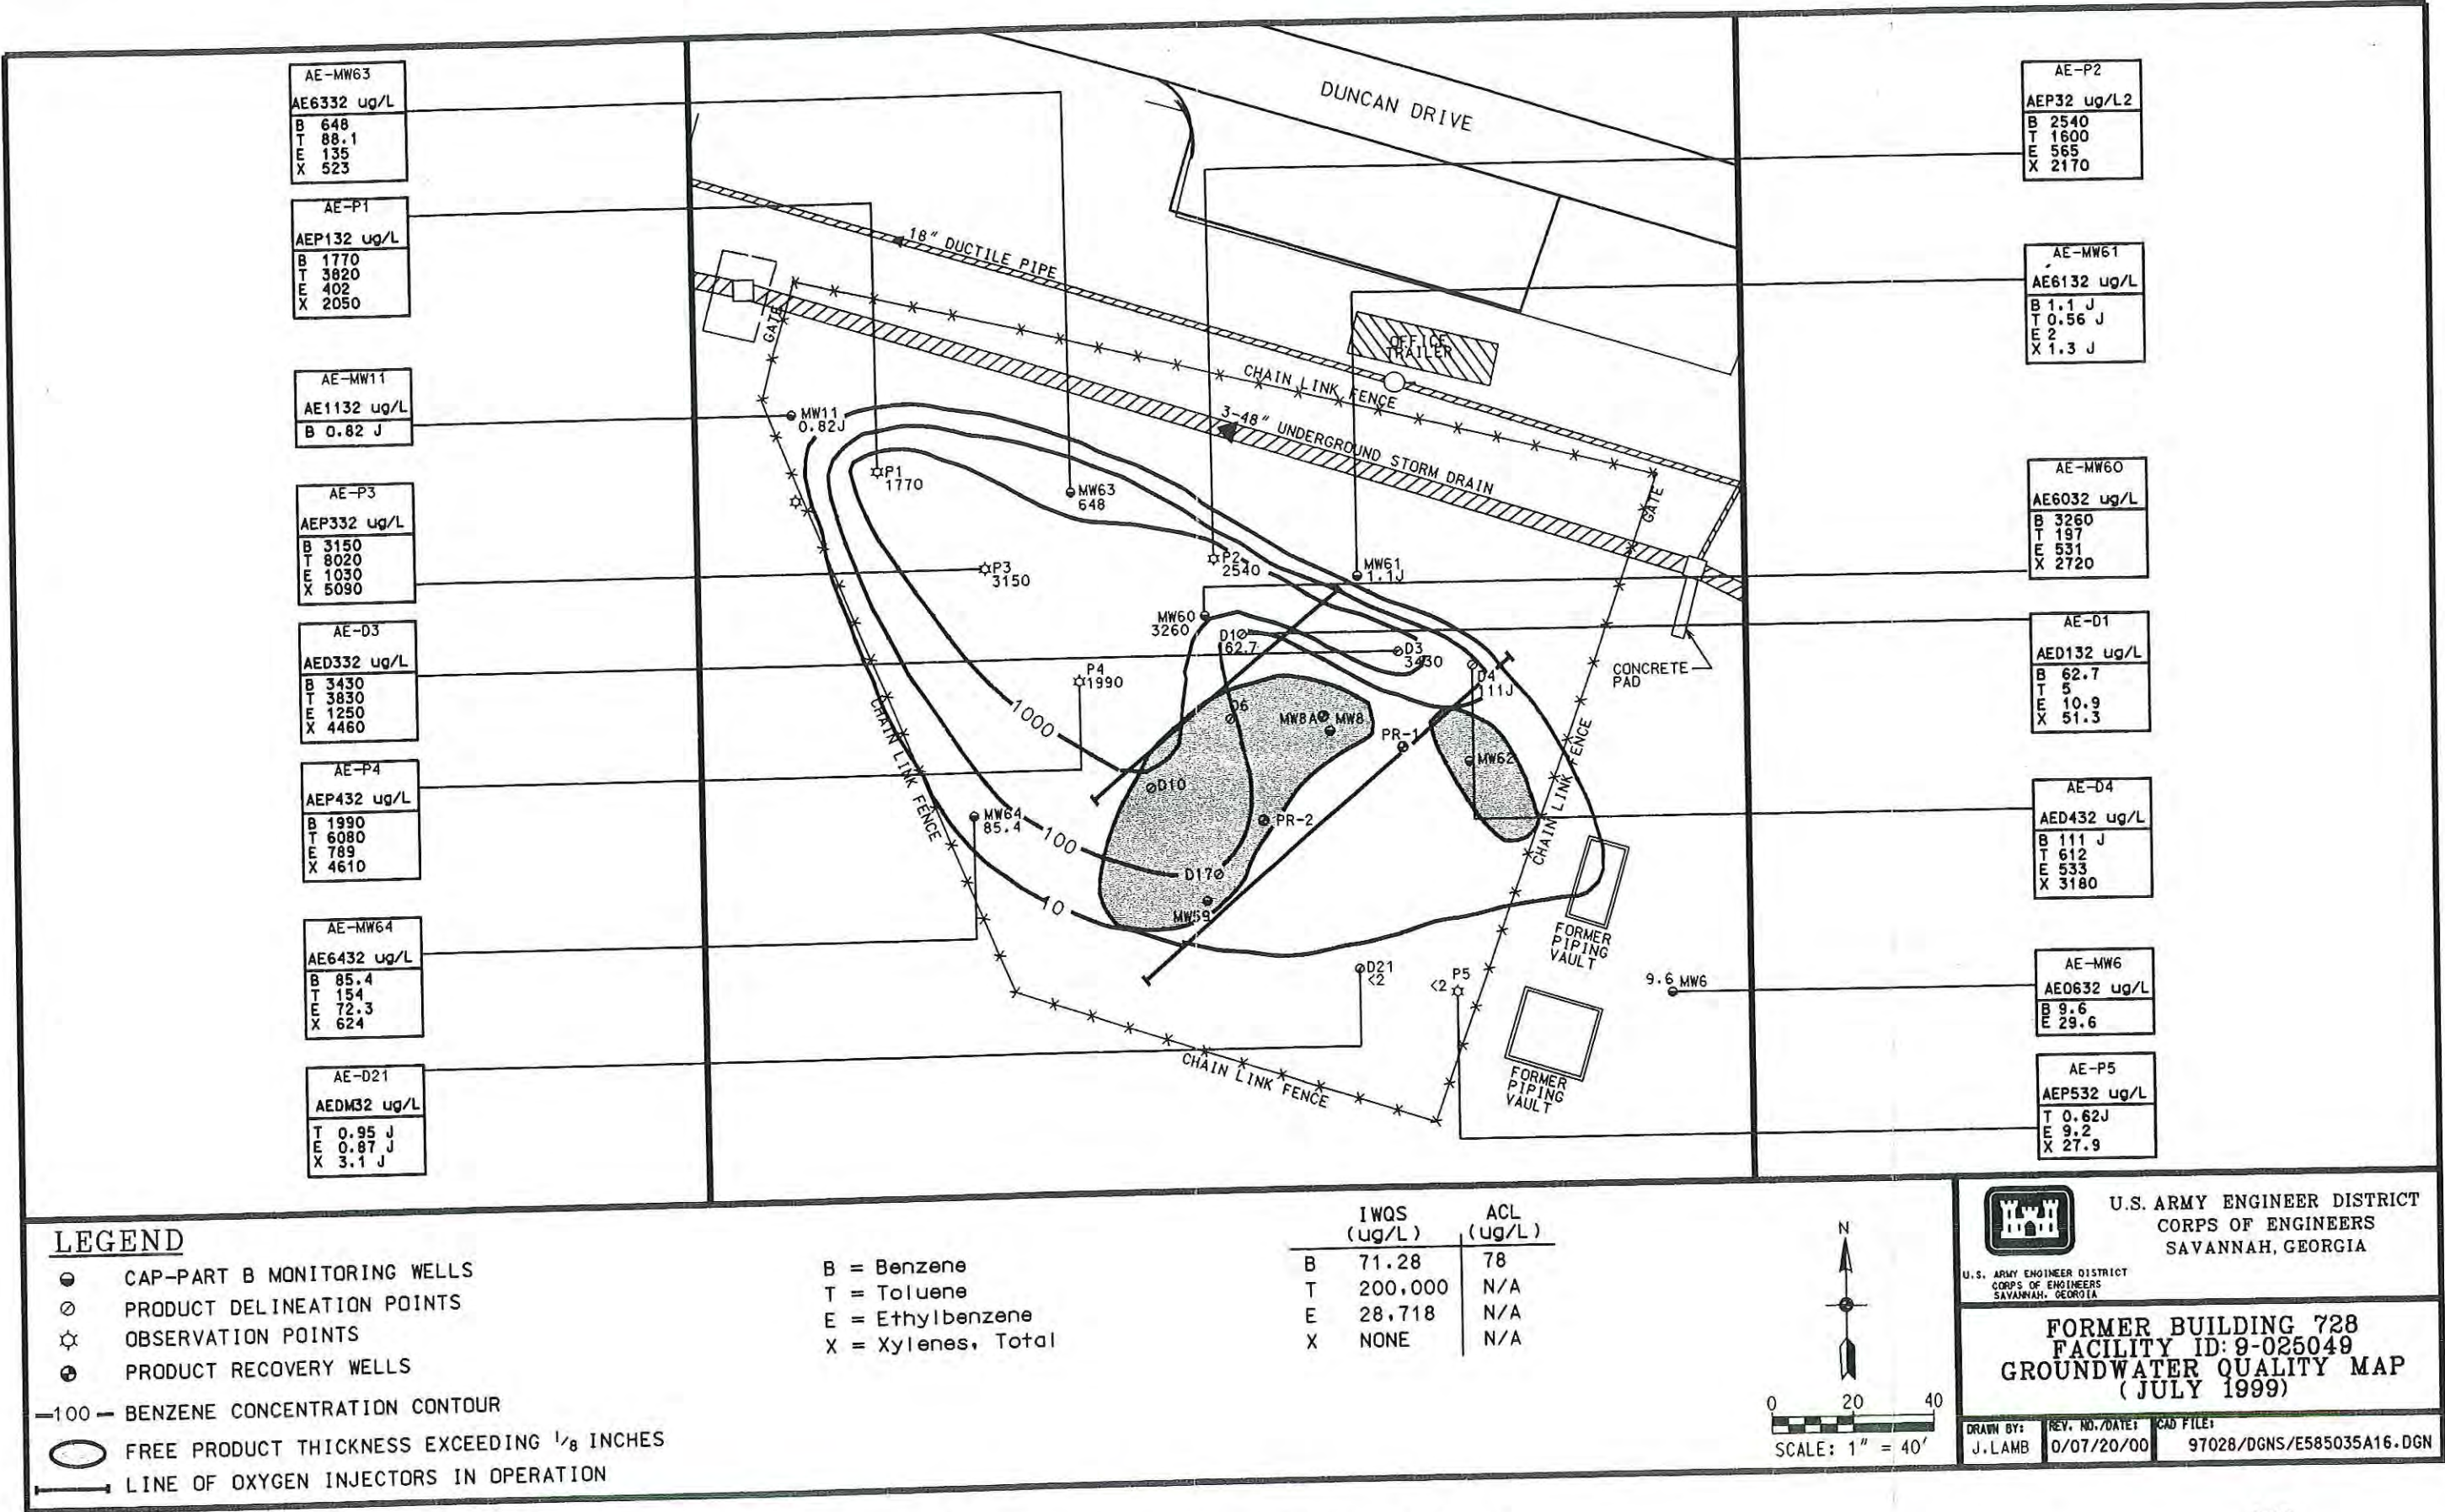 AE-MW63
AE6332 ug/L
B 648
T 88.1
E 135
X 523
AE-P1
AEP132 ug/L
B 1770
T 3820
E 402
X 2050
AE-MW11
AE1132 ug/L
B 0.82 J
AE-P3
AEP332 ug/L
B 3150
T 8020
E 1030
X 5090
AE-D3
AED332 ug/L
B 3430
T 3830
E 1250
X 4460
AE-P4
AEP432 ug/L
B 1990
T 6080
E 789
X 4610
AE-MW64
AE6432 ug/L
B 85.4
T 154
E 72.3
X 624
AE-D21
AEDM32 ug/L
T 0.95 J
E 0.87 J
X 3.1 J
DUNCAN DRIVE
18" DUCTILE PIPE
GATE
OFFICE
TRAILER
CHAIN LINK FENCE
3-48" UNDERGROUND STORM DRAIN
GATE
MW11
0.82J
P1
1770
MW63
648
P2
2540
MW61
1.1J
P3
3150
MW60
3260
D1
62.7
D3
3430
D4
111J
CONCRETE
PAD
P4
1990
1000
D6
MW8A
MW8
PR-1
MW62
CHAIN LINK FENCE
CHAIN LINK FENCE
D10
MW64
85.4
100
PR-2
D17
10
MW59
FORMER
PIPING
VAULT
D21
<2
P5
<2
9.6 MW6
CHAIN LINK FENCE
FORMER
PIPING
VAULT
AE-P2
AEP32 ug/L2
B 2540
T 1600
E 565
X 2170
AE-MW61
AE6132 ug/L
B 1.1 J
T 0.56 J
E 2
X 1.3 J
AE-MW60
AE6032 ug/L
B 3260
T 197
E 531
X 2720
AE-D1
AED132 ug/L
B 62.7
T 5
E 10.9
X 51.3
AE-D4
AED432 ug/L
B 111 J
T 612
E 533
X 3180
AE-MW6
AE0632 ug/L
B 9.6
E 29.6
AE-P5
AEP532 ug/L
T 0.62J
E 9.2
X 27.9
LEGEND
CAP-PART B MONITORING WELLS
PRODUCT DELINEATION POINTS
OBSERVATION POINTS
PRODUCT RECOVERY WELLS
100 BENZENE CONCENTRATION CONTOUR
FREE PRODUCT THICKNESS EXCEEDING 1/8 INCHES
LINE OF OXYGEN INJECTORS IN OPERATION
B = Benzene
T = Toluene
E = Ethylbenzene
X = Xylenes, Total
IWQS ACL
(ug/L) (ug/L)
B 71.28 78
T 200,000 N/A
E 28,718 N/A
X NONE N/A
N
0 20 40
SCALE: 1" = 40'
U.S. ARMY ENGINEER DISTRICT
CORPS OF ENGINEERS
SAVANNAH, GEORGIA
U.S. ARMY ENGINEER DISTRICT
CORPS OF ENGINEERS
SAVANNAH, GEORGIA
FORMER BUILDING 728
FACILITY ID: 9-025049
GROUNDWATER QUALITY MAP
( JULY 1999)
DRAWN BY: REV. NO./DATE: CAD FILE:
J.LAMB 0/07/20/00 97028/DGNS/E585035A16.DGN